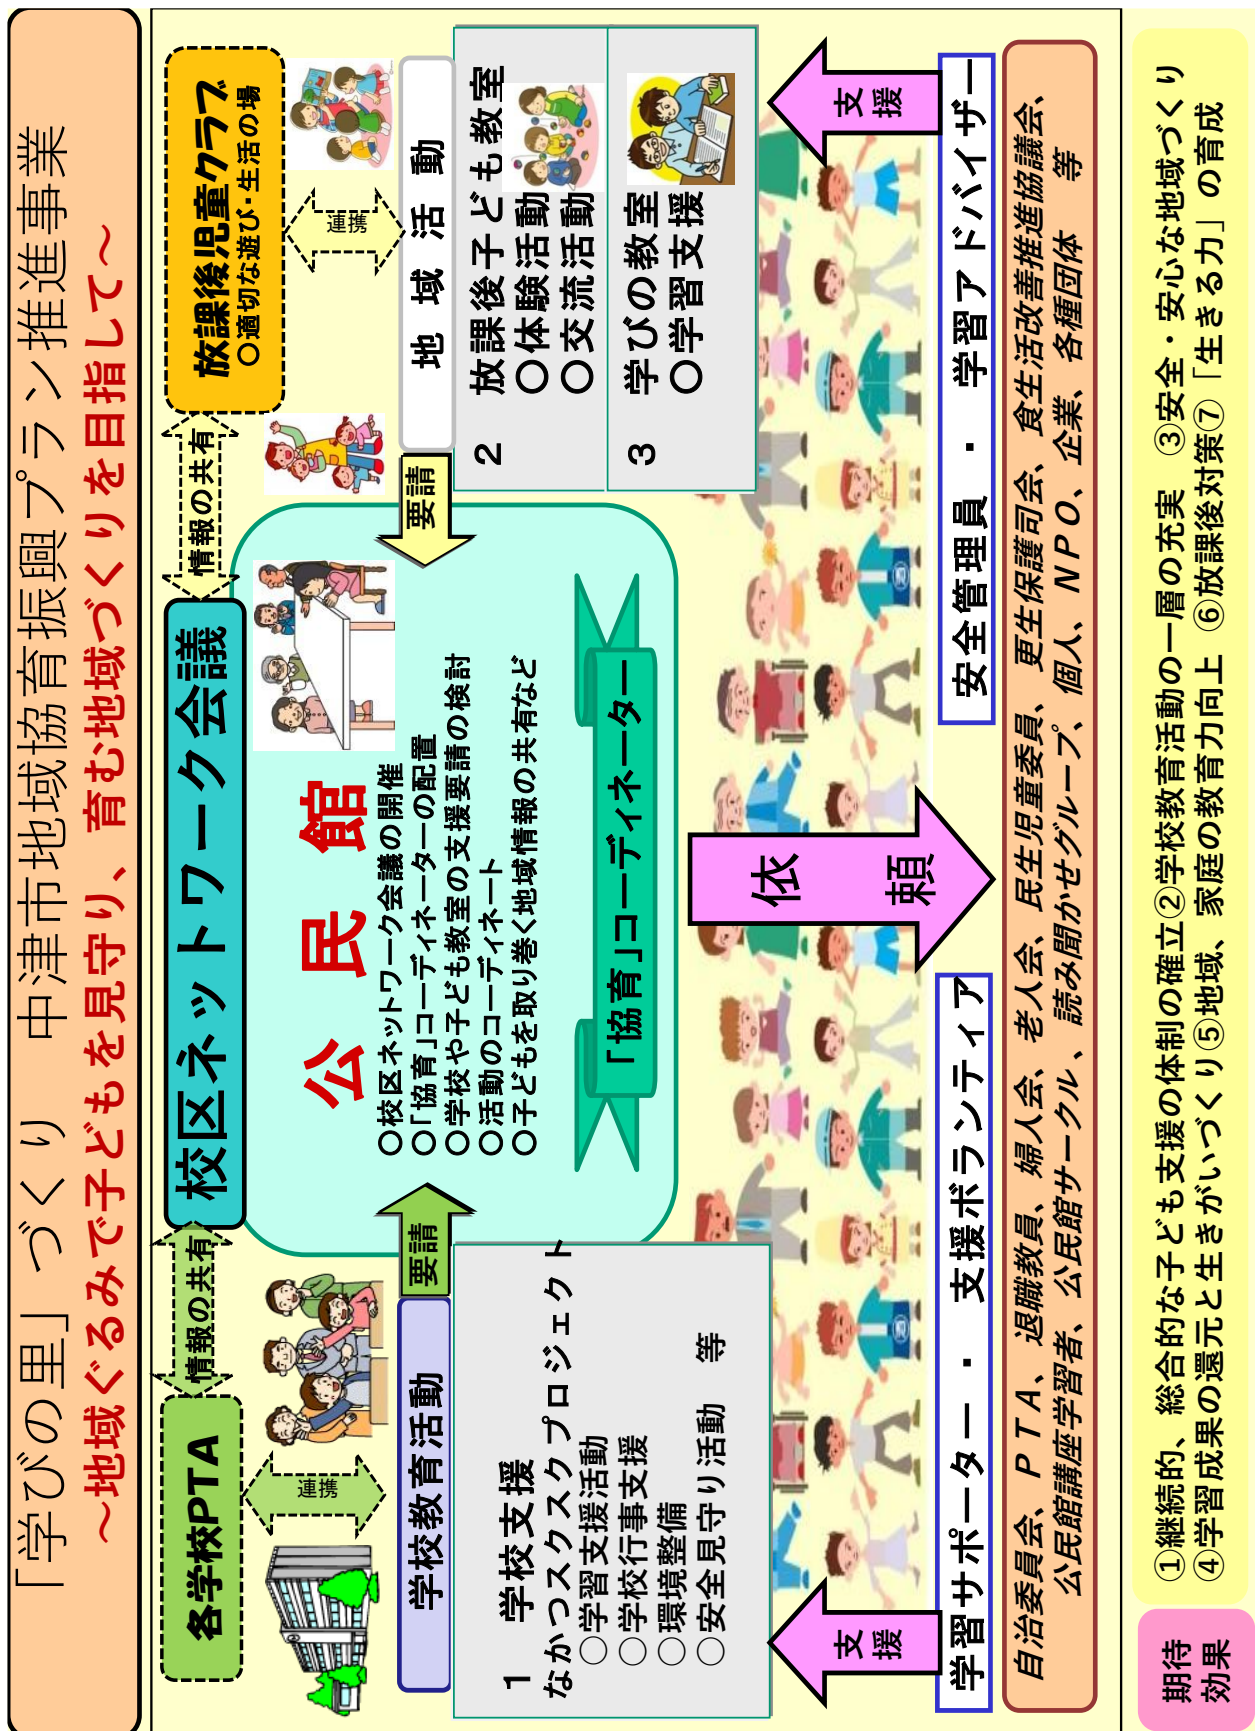 「学びの里」づくり　中津市地域協育振興プラン推進事業
～地域ぐるみで子どもを見守り、育む地域づくりを目指して～
各学校PTA
情報の共有
校区ネットワーク会議
情報の共有
放課後児童クラブ
○適切な遊び・生活の場
連携
連携
学校教育活動
要請
公民館
○校区ネットワーク会議の開催
○「協育」コーディネーターの配置
○学校や子ども教室の支援要請の検討
○活動のコーディネート
○子どもを取り巻く地域情報の共有など
「協育」コーディネーター
要請
地域活動
1　学校支援
なかつスクスクプロジェクト
○学習支援活動
○学校行事支援
○環境整備
○安全見守り活動　等
2　放課後子ども教室
○体験活動
○交流活動
3　学びの教室
○学習支援
支援
依頼
支援
学習サポーター ・ 支援ボランティア
安全管理員 ・ 学習アドバイザー
自治委員会、PTA、退職教員、婦人会、老人会、民生児童委員、更生保護司会、食生活改善推進協議会、
公民館講座学習者、公民館サークル、読み聞かせグループ、個人、NPO、企業、各種団体　等
期待
効果
①継続的、総合的な子ども支援の体制の確立②学校教育活動の一層の充実　③安全・安心な地域づくり
④学習成果の還元と生きがいづくり⑤地域、家庭の教育力向上　⑥放課後対策⑦「生きる力」の育成